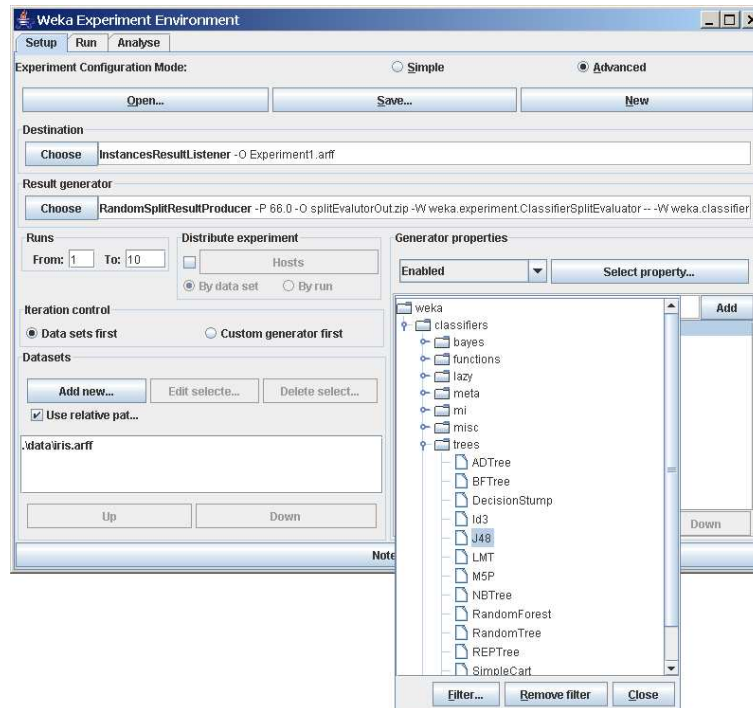 Weka Experiment Environment
Setup Run Analyse
Experiment Configuration Mode: Simple Advanced
Open... Save... New
Destination
Choose InstancesResultListener -O Experiment1.arff
Result generator
Choose RandomSplitResultProducer -P 66.0 -O splitEvalutorOut.zip -W weka.experiment.ClassifierSplitEvaluator -- -W weka.classifier
Runs
From: 1 To: 10
Distribute experiment
Hosts
By data set By run
Generator properties
Enabled Select property...
Iteration control
Data sets first Custom generator first
Datasets
Add new... Edit selecte... Delete select...
Use relative pat...
.\data\iris.arff
Up Down
Note
weka
classifiers
bayes
functions
lazy
meta
mi
misc
trees
ADTree
BFTree
DecisionStump
Id3
J48
LMT
M5P
NBTree
RandomForest
RandomTree
REPTree
SimpleCart
Add
Down
Filter... Remove filter Close